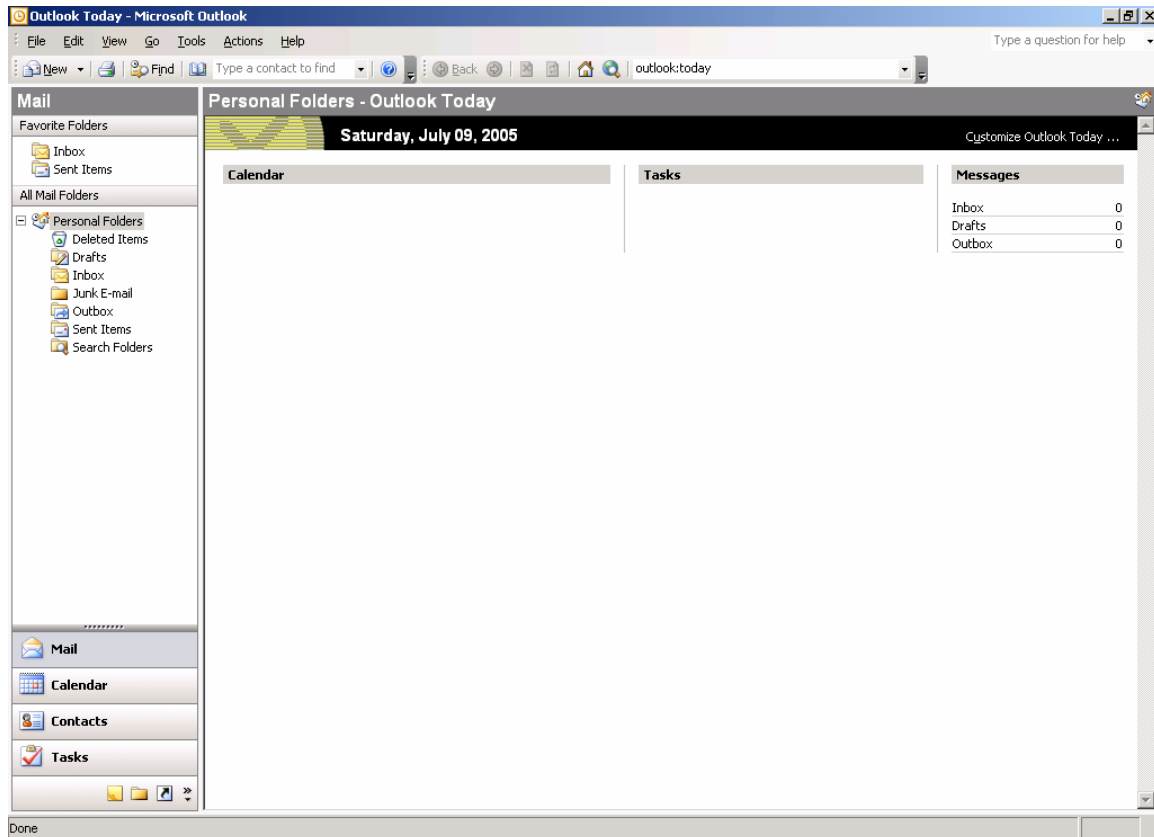 Outlook Today - Microsoft Outlook
File Edit View Go Tools Actions Help Type a question for help
New Find Type a contact to find Back outlook:today
Mail
Favorite Folders
Inbox
Sent Items
All Mail Folders
Personal Folders
Deleted Items
Drafts
Inbox
Junk E-mail
Outbox
Sent Items
Search Folders
Mail
Calendar
Contacts
Tasks
Personal Folders - Outlook Today
Saturday, July 09, 2005 Customize Outlook Today ...
Calendar Tasks Messages
Inbox 0
Drafts 0
Outbox 0
Done